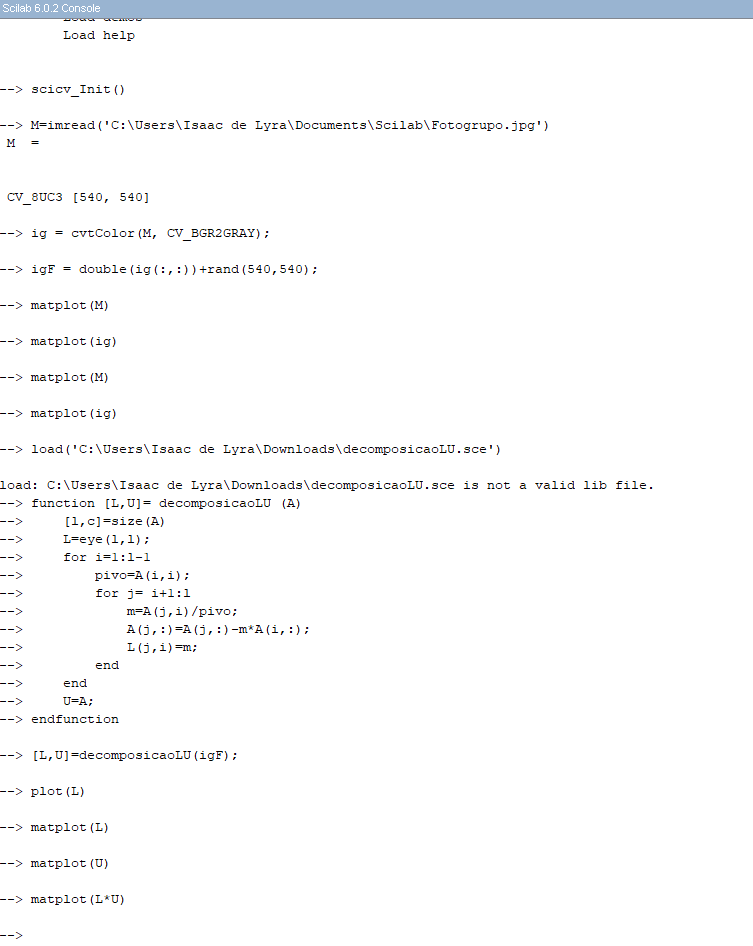 Scilab 6.0.2 Console
Load demos
Load help
--> scicv_Init()
--> M=imread('C:\Users\Isaac de Lyra\Documents\Scilab\Fotogrupo.jpg')
M  =
CV_8UC3 [540, 540]
--> ig = cvtColor(M, CV_BGR2GRAY);
--> igF = double(ig(:,:))+rand(540,540);
--> matplot(M)
--> matplot(ig)
--> matplot(M)
--> matplot(ig)
--> load('C:\Users\Isaac de Lyra\Downloads\decomposicaoLU.sce')
load: C:\Users\Isaac de Lyra\Downloads\decomposicaoLU.sce is not a valid lib file.
--> function [L,U]= decomposicaoLU (A)
-->     [l,c]=size(A)
-->     L=eye(l,l);
-->     for i=1:l-1
-->         pivo=A(i,i);
-->         for j= i+1:l
-->             m=A(j,i)/pivo;
-->             A(j,:)=A(j,:)-m*A(i,:);
-->             L(j,i)=m;
-->         end
-->     end
-->     U=A;
--> endfunction
--> [L,U]=decomposicaoLU(igF);
--> plot(L)
--> matplot(L)
--> matplot(U)
--> matplot(L*U)
-->